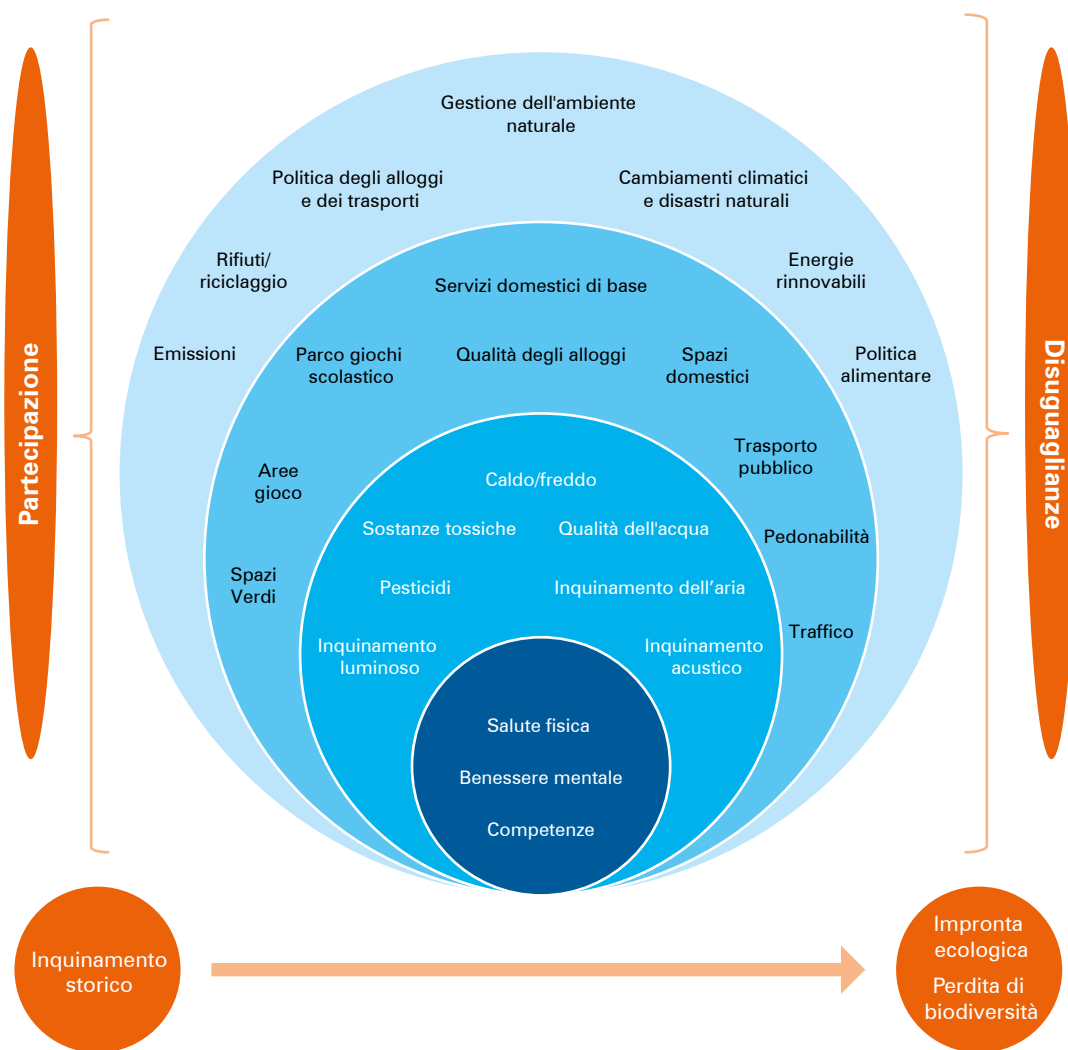 Gestione dell'ambiente
naturale
Politica degli alloggi
e dei trasporti
Cambiamenti climatici
e disastri naturali
Rifiuti/
riciclaggio
Energie
rinnovabili
Emissioni
Politica
alimentare
Servizi domestici di base
Parco giochi
scolastico
Qualità degli alloggi
Spazi
domestici
Aree
gioco
Trasporto
pubblico
Spazi
Verdi
Pedonabilità
Traffico
Caldo/freddo
Sostanze tossiche
Qualità dell'acqua
Pesticidi
Inquinamento dell’aria
Inquinamento
luminoso
Inquinamento
acustico
Salute fisica
Benessere mentale
Competenze
Partecipazione
Disuguaglianze
Inquinamento
storico
Impronta
ecologica
Perdita di
biodiversità